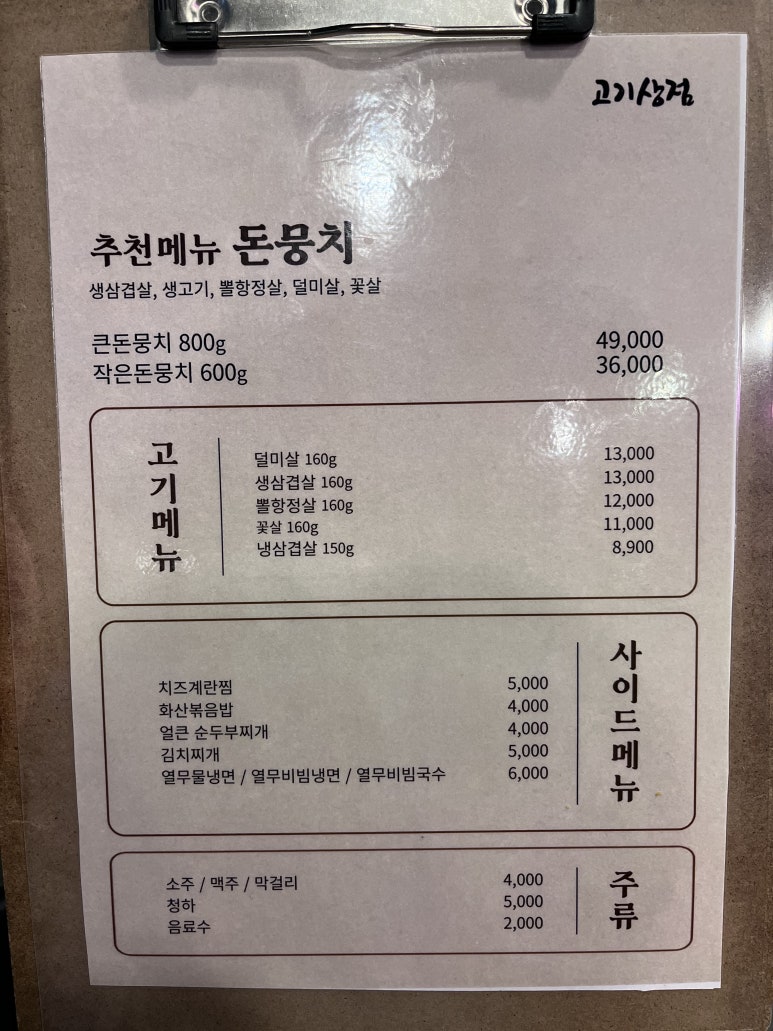 고기상점
추천메뉴 돈뭉치
생삼겹살, 생고기, 뽈항정살, 덜미살, 꽃살
큰돈뭉치 800g 49,000
작은돈뭉치 600g 36,000
고기메뉴
덜미살 160g 13,000
생삼겹살 160g 13,000
뽈항정살 160g 12,000
꽃살 160g 11,000
냉삼겹살 150g 8,900
사이드메뉴
치즈계란찜 5,000
화산볶음밥 4,000
얼큰 순두부찌개 4,000
김치찌개 5,000
열무물냉면 / 열무비빔냉면 / 열무비빔국수 6,000
주류
소주 / 맥주 / 막걸리 4,000
청하 5,000
음료수 2,000